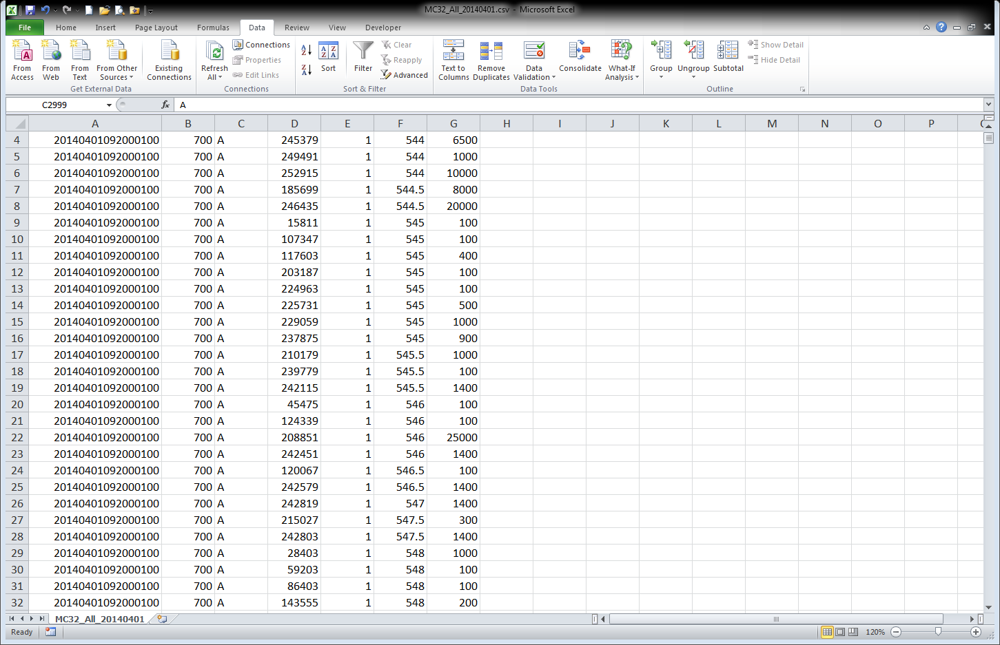 MC32_All_20140401.csv - Microsoft Excel
File Home Insert Page Layout Formulas Data Review View Developer
From Access From Web From Text From Other Sources Existing Connections
Get External Data
Refresh All Connections Properties Edit Links
Connections
Sort Filter Clear Reapply Advanced
Sort & Filter
Text to Columns Remove Duplicates Data Validation Consolidate What-If Analysis
Data Tools
Group Ungroup Subtotal Show Detail Hide Detail
Outline
C2999 fx A
A B C D E F G H I J K L M N O P
4 20140401092000100 700 A 245379 1 544 6500
5 20140401092000100 700 A 249491 1 544 1000
6 20140401092000100 700 A 252915 1 544 10000
7 20140401092000100 700 A 185699 1 544.5 8000
8 20140401092000100 700 A 246435 1 544.5 20000
9 20140401092000100 700 A 15811 1 545 100
10 20140401092000100 700 A 107347 1 545 100
11 20140401092000100 700 A 117603 1 545 400
12 20140401092000100 700 A 203187 1 545 100
13 20140401092000100 700 A 224963 1 545 100
14 20140401092000100 700 A 225731 1 545 500
15 20140401092000100 700 A 229059 1 545 1000
16 20140401092000100 700 A 237875 1 545 900
17 20140401092000100 700 A 210179 1 545.5 1000
18 20140401092000100 700 A 239779 1 545.5 100
19 20140401092000100 700 A 242115 1 545.5 1400
20 20140401092000100 700 A 45475 1 546 100
21 20140401092000100 700 A 124339 1 546 100
22 20140401092000100 700 A 208851 1 546 25000
23 20140401092000100 700 A 242451 1 546 1400
24 20140401092000100 700 A 120067 1 546.5 100
25 20140401092000100 700 A 242579 1 546.5 1400
26 20140401092000100 700 A 242819 1 547 1400
27 20140401092000100 700 A 215027 1 547.5 300
28 20140401092000100 700 A 242803 1 547.5 1400
29 20140401092000100 700 A 28403 1 548 1000
30 20140401092000100 700 A 59203 1 548 100
31 20140401092000100 700 A 86403 1 548 100
32 20140401092000100 700 A 143555 1 548 200
MC32_All_20140401
Ready 120%